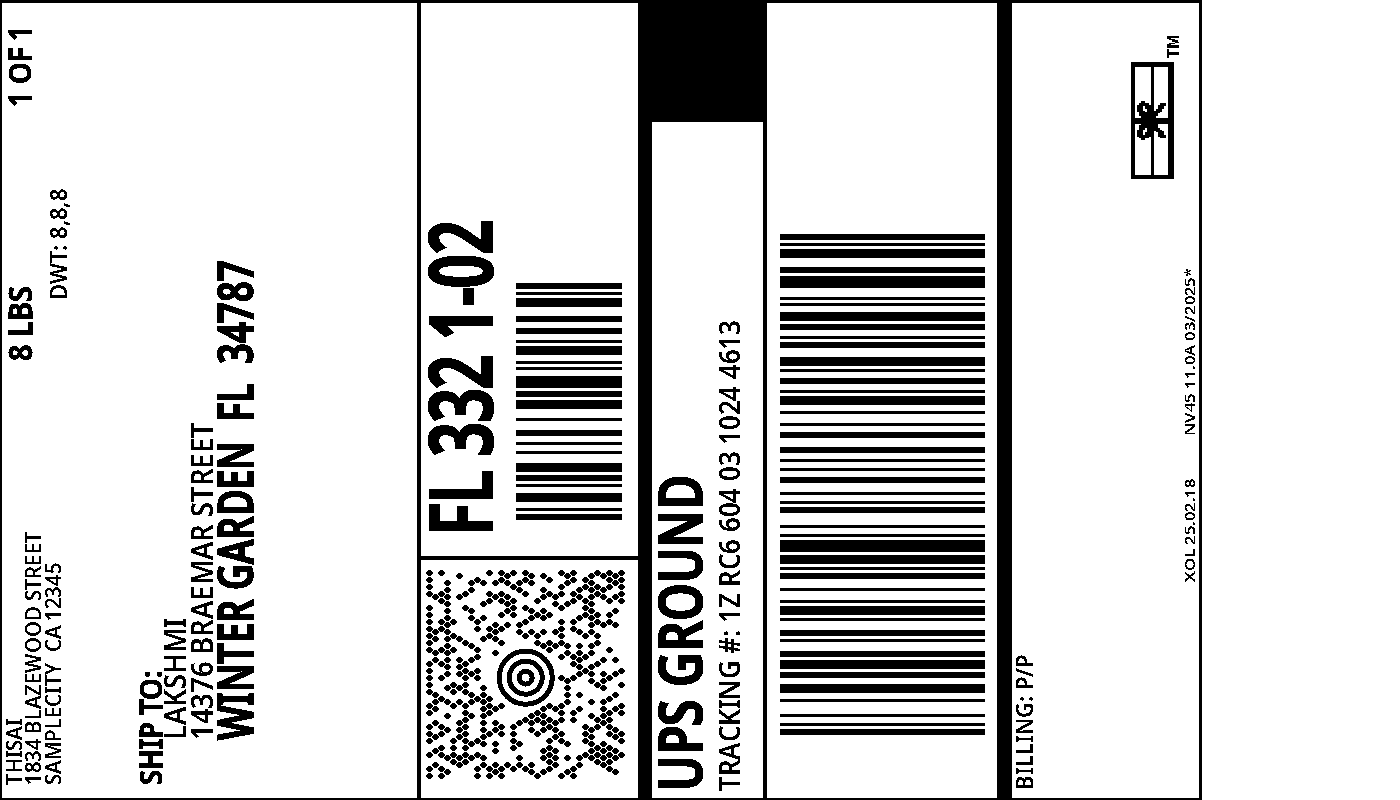 THISAI
1834 BLAZEWOOD STREET
SAMPLECITY CA 12345
8 LBS
1 OF 1
DWT: 8,8,8
SHIP TO:
LAKSHMI
14376 BRAEMAR STREET
WINTER GARDEN FL 34787
FL 332 1-02
UPS GROUND
TRACKING #: 1Z RC6 604 03 1024 4613
BILLING: P/P
XOL 25.02.18 NV45 11.0A 03/2025*
TM